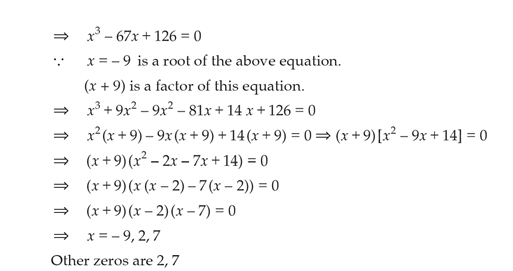 ⇒ x³ – 67x + 126 = 0
∵ x = – 9 is a root of the above equation.
(x + 9) is a factor of this equation.
⇒ x³ + 9x² – 9x² – 81x + 14 x + 126 = 0
⇒ x² (x + 9) – 9x (x + 9) + 14 (x + 9) = 0 ⇒ (x + 9) [x² – 9x + 14] = 0
⇒ (x + 9) (x² – 2x – 7x + 14) = 0
⇒ (x + 9) (x (x – 2) – 7 (x – 2)) = 0
⇒ (x + 9) (x – 2) (x – 7) = 0
⇒ x = – 9, 2, 7
Other zeros are 2, 7